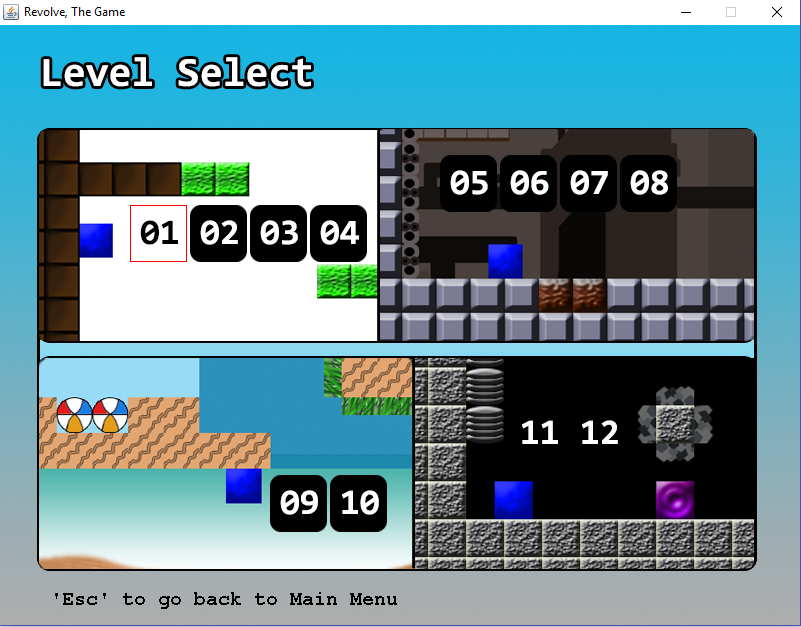 Revolve, The Game
Level Select
01 02 03 04
05 06 07 08
09 10
11 12
'Esc' to go back to Main Menu